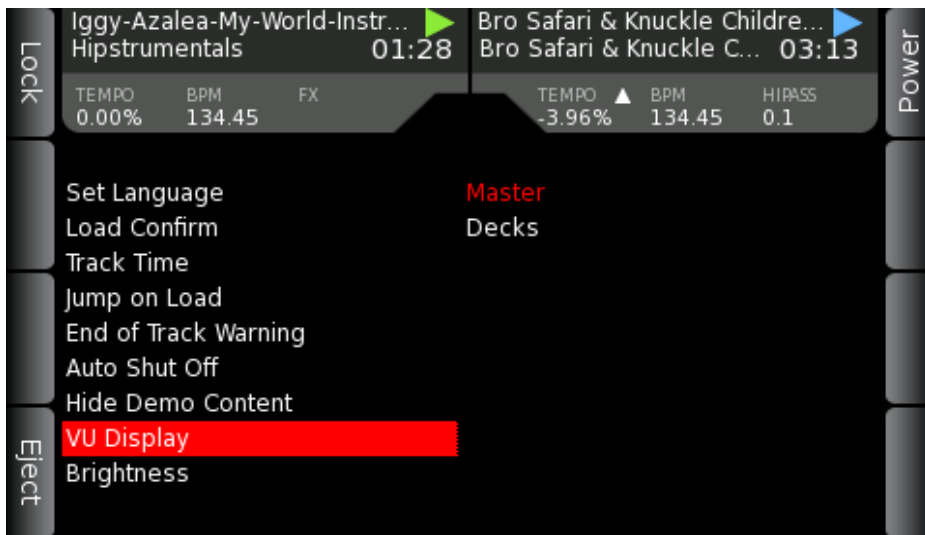 Lock
Iggy-Azalea-My-World-Instr...
Hipstrumentals 01:28
TEMPO BPM FX
0.00% 134.45
Bro Safari & Knuckle Childre...
Bro Safari & Knuckle C... 03:13
TEMPO BPM HIPASS
-3.96% 134.45 0.1
Power
Set Language
Load Confirm
Track Time
Jump on Load
End of Track Warning
Auto Shut Off
Hide Demo Content
VU Display
Brightness
Master
Decks
Eject